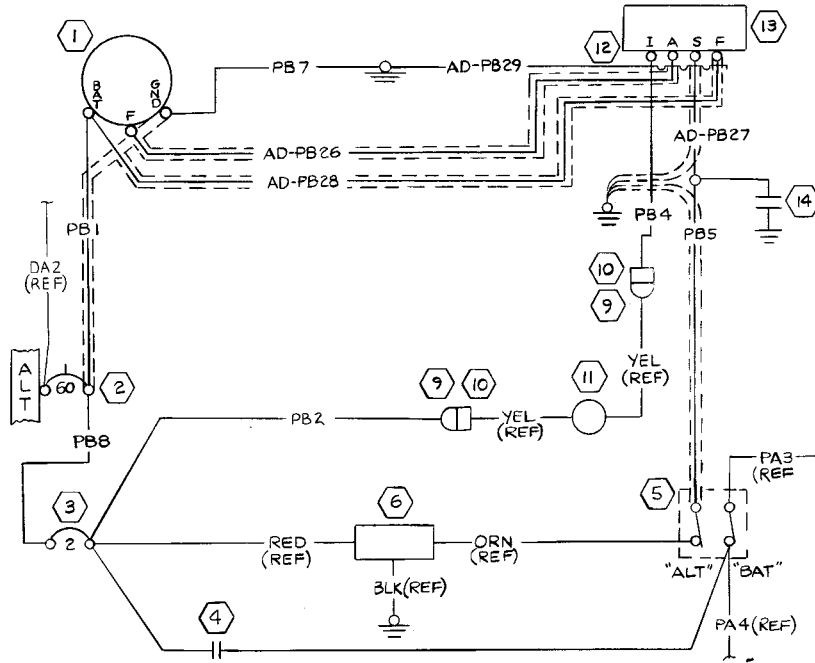 1
13
12
I A S F
BAT
GND
F
PB7
AD-PB29
AD-PB27
AD-PB26
AD-PB28
14
PB1
PB4
PB5
DA2
(REF)
10
9
ALT
60
2
9
10
11
YEL
(REF)
PB2
YEL
(REF)
PB8
PA3
(REF
3
6
5
2
RED
(REF)
ORN
(REF)
BLK(REF)
"ALT"
"BAT"
4
PA4(REF)